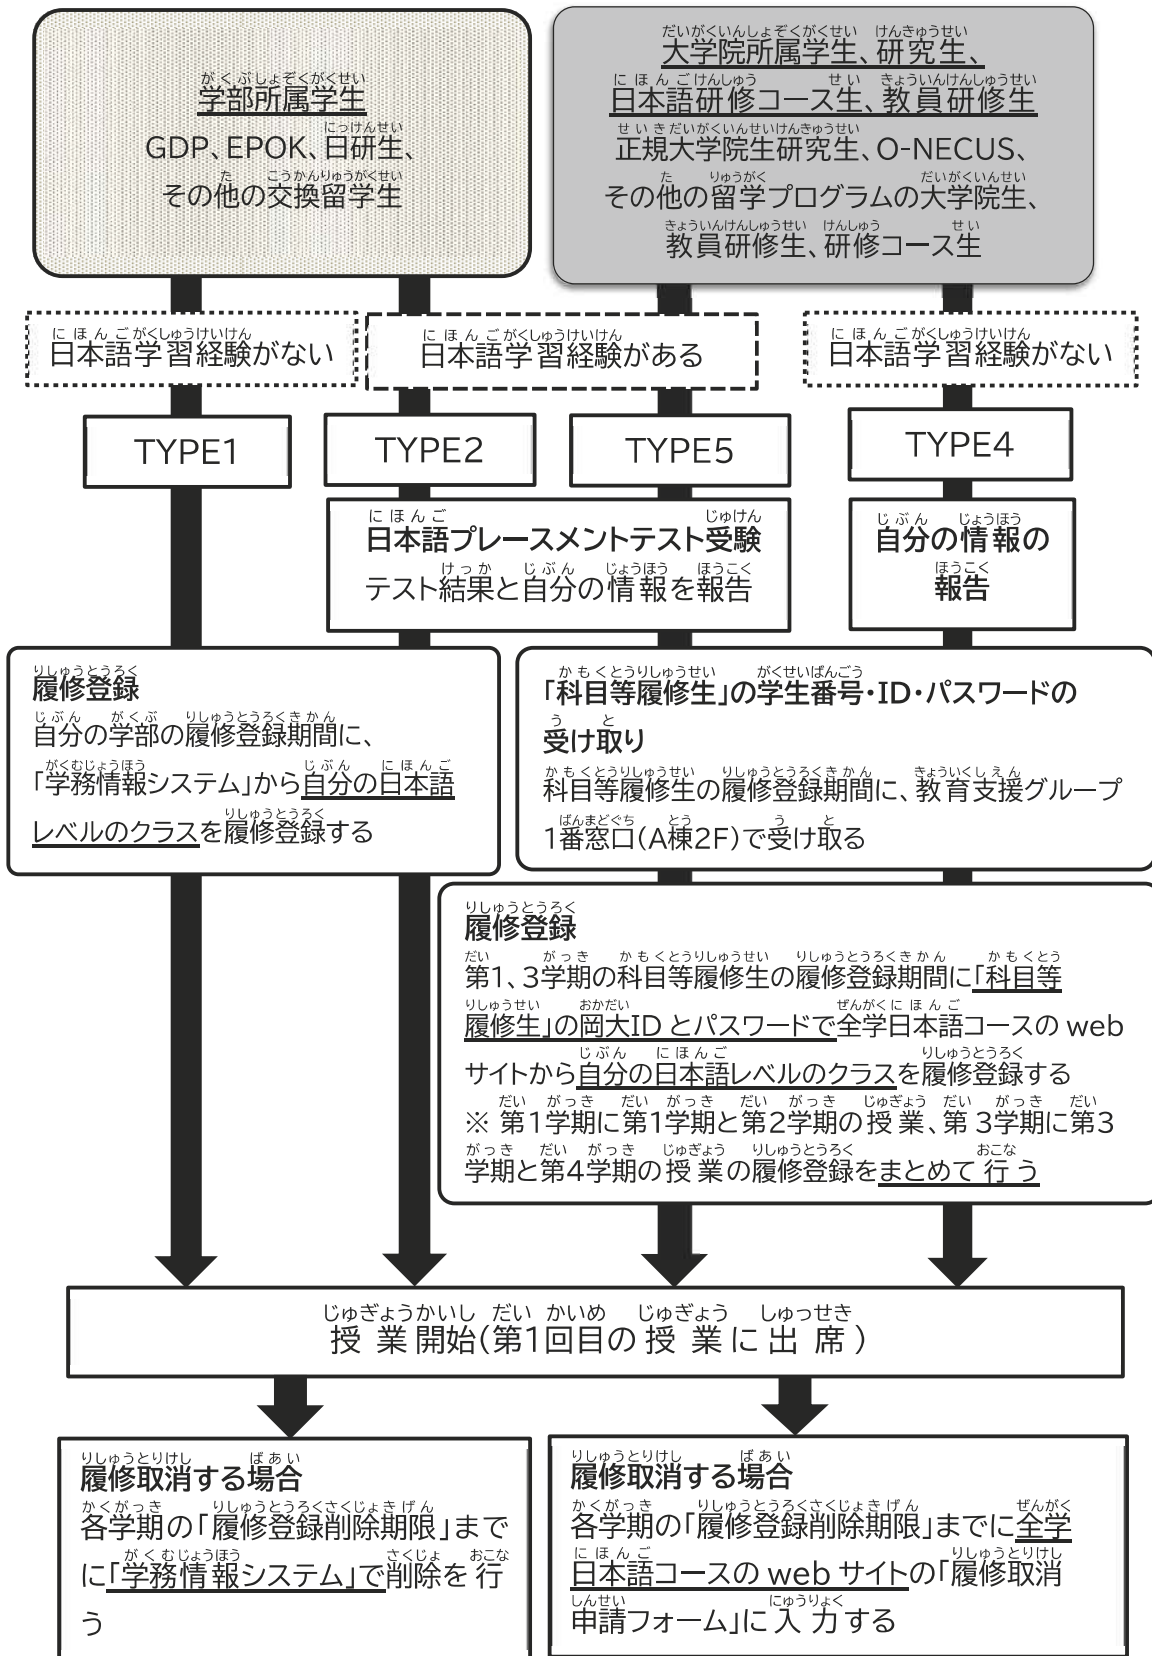 がくぶしょぞくがくせい
学部所属学生
GDP、EPOK、日研生、
にっけんせい
その他の交換留学生
た こうかんりゅうがくせい
だいがくいんしょぞくがくせい けんきゅうせい
大学院所属学生、研究生、
にほんごけんしゅう せい きょういんけんしゅうせい
日本語研修コース生、教員研修生
せいきだいがくいんせいけんきゅうせい
正規大学院生研究生、O-NECUS、
た りゅうがく だいがくいんせい
その他の留学プログラムの大学院生、
きょういんけんしゅうせい けんしゅう せい
教員研修生、研修コース生
にほんごがくしゅうけいけん
日本語学習経験がない
にほんごがくしゅうけいけん
日本語学習経験がある
にほんごがくしゅうけいけん
日本語学習経験がない
TYPE1
TYPE2
TYPE5
TYPE4
にほんご じゅけん
日本語プレースメントテスト受験
けっか じぶん じょうほう ほうこく
テスト結果と自分の情報を報告
じぶん じょうほう
自分の情報の
ほうこく
報告
りしゅうとうろく
履修登録
じぶん がくぶ りしゅうとうろくきかん
自分の学部の履修登録期間に、
がくむじょうほう じぶん にほんご
「学務情報システム」から自分の日本語
りしゅうとうろく
レベルのクラスを履修登録する
かもくとうりしゅうせい がくせいばんごう
「科目等履修生」の学生番号・ID・パスワードの
う と
受け取り
かもくとうりしゅうせい りしゅうとうろくきかん きょういくしえん
科目等履修生の履修登録期間に、教育支援グループ
ばんまどぐち とう う と
1番窓口(A棟2F)で受け取る
りしゅうとうろく
履修登録
だい がっき かもくとうりしゅうせい りしゅうとうろくきかん かもくとう
第1、3学期の科目等履修生の履修登録期間に「科目等
りしゅうせい おかだい ぜんがくにほんご
履修生」の岡大ID とパスワードで全学日本語コースの web
じぶん にほんご りしゅうとうろく
サイトから自分の日本語レベルのクラスを履修登録する
だい がっき だい がっき だい がっき じゅぎょう だい がっき だい
※ 第1学期に第1学期と第2学期の授業、第3学期に第3
がっき だい がっき じゅぎょう りしゅうとうろく おこな
学期と第4学期の授業の履修登録をまとめて行う
じゅぎょうかいし だい かいめ じゅぎょう しゅっせき
授業開始(第1回目の授業に出席)
りしゅうとりけし ばあい
履修取消する場合
かくがっき りしゅうとうろくさくじょきげん
各学期の「履修登録削除期限」まで
がくむじょうほう さくじょ おこな
に「学務情報システム」で削除を行
う
りしゅうとりけし ばあい
履修取消する場合
かくがっき りしゅうとうろくさくじょきげん ぜんがく
各学期の「履修登録削除期限」までに全学
にほんご りしゅうとりけし
日本語コースの web サイトの「履修取消
しんせい にゅうりょく
申請フォーム」に入力する